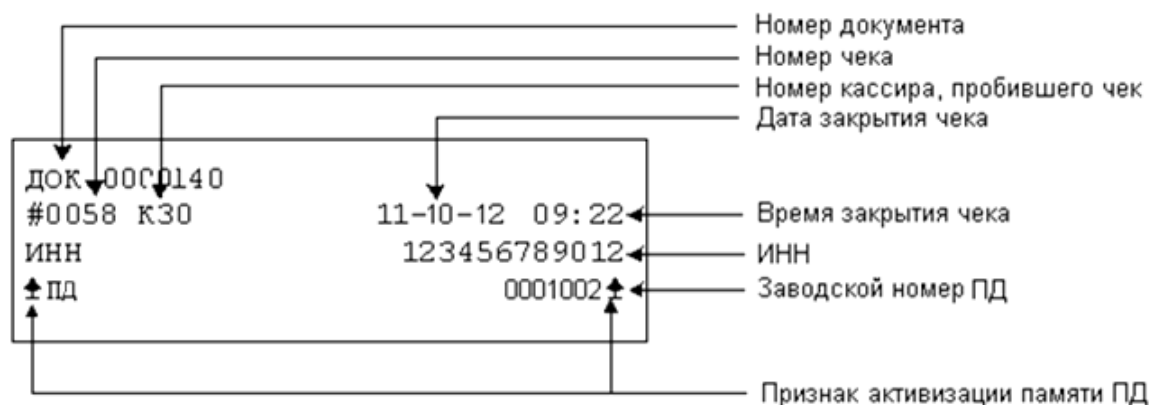 Номер документа
Номер чека
Номер кассира, пробившего чек
Дата закрытия чека
ДОК 0000140
#0058 К30 11-10-12 09:22 Время закрытия чека
ИНН 123456789012 ИНН
ПД 0001002 Заводской номер ПД
Признак активизации памяти ПД